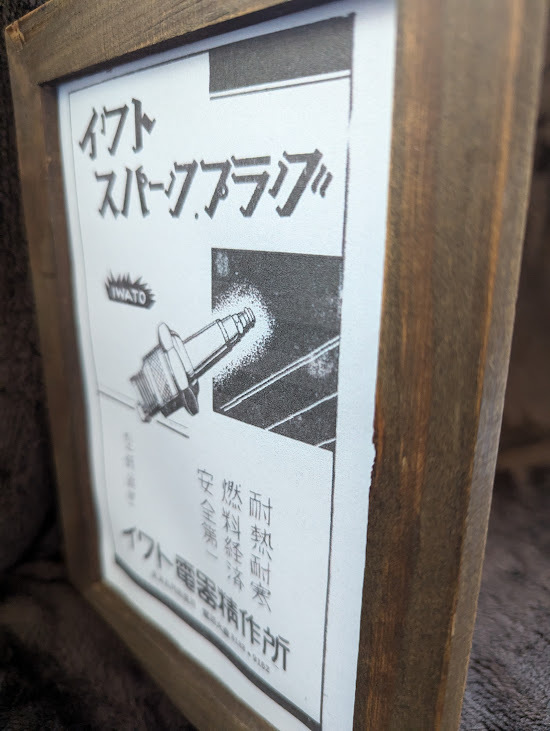 イワト
スパーク.プラグ
IWATO
耐熱耐寒
燃料経済
安全第一
イワト電器精作所